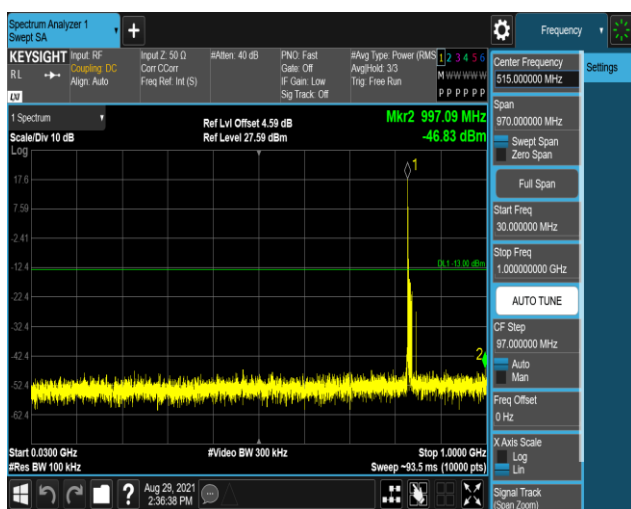 Spectrum Analyzer 1
Swept SA
Frequency
KEYSIGHT
RL
LXI
Input: RF
Coupling: DC
Align: Auto
Input Z: 50 Ω
Corr CCorr
Freq Ref: Int (S)
#Atten: 40 dB
PNO: Fast
Gate: Off
IF Gain: Low
Sig Track: Off
#Avg Type: Power (RMS
Avg|Hold: 3/3
Trig: Free Run
1 2 3 4 5 6
M W W W W W
P P P P P P
Center Frequency
515.000000 MHz
Settings
Span
970.000000 MHz
Swept Span
Zero Span
Full Span
Start Freq
30.000000 MHz
Stop Freq
1.000000000 GHz
AUTO TUNE
CF Step
97.000000 MHz
Auto
Man
Freq Offset
0 Hz
X Axis Scale
Log
Lin
Signal Track
(Span Zoom)
1 Spectrum
Scale/Div 10 dB
Log
Ref Lvl Offset 4.59 dB
Ref Level 27.59 dBm
Mkr2 997.09 MHz
-46.83 dBm
1
17.6
7.59
-2.41
-12.4
DL1 -13.00 dBm
-22.4
-32.4
-42.4
2
-52.4
-62.4
Start 0.0300 GHz
#Res BW 100 kHz
#Video BW 300 kHz
Stop 1.0000 GHz
Sweep ~93.5 ms (10000 pts)
?
Aug 29, 2021
2:36:38 PM